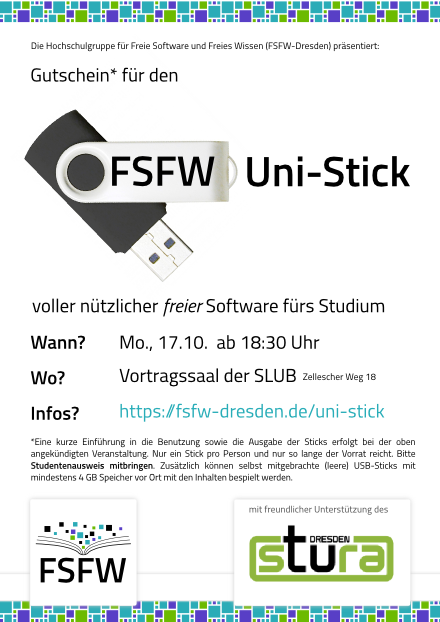 Die Hochschulgruppe für Freie Software und Freies Wissen (FSFW-Dresden) präsentiert:
Gutschein* für den
FSFW Uni-Stick
voller nützlicher freier Software fürs Studium
Wann? Mo., 17.10. ab 18:30 Uhr
Wo? Vortragssaal der SLUB Zellescher Weg 18
Infos? https://fsfw-dresden.de/uni-stick
*Eine kurze Einführung in die Benutzung sowie die Ausgabe der Sticks erfolgt bei der oben
angekündigten Veranstaltung. Nur ein Stick pro Person und nur so lange der Vorrat reicht. Bitte
Studentenausweis mitbringen. Zusätzlich können selbst mitgebrachte (leere) USB-Sticks mit
mindestens 4 GB Speicher vor Ort mit den Inhalten bespielt werden.
FSFW
mit freundlicher Unterstützung des
DRESDEN
stura